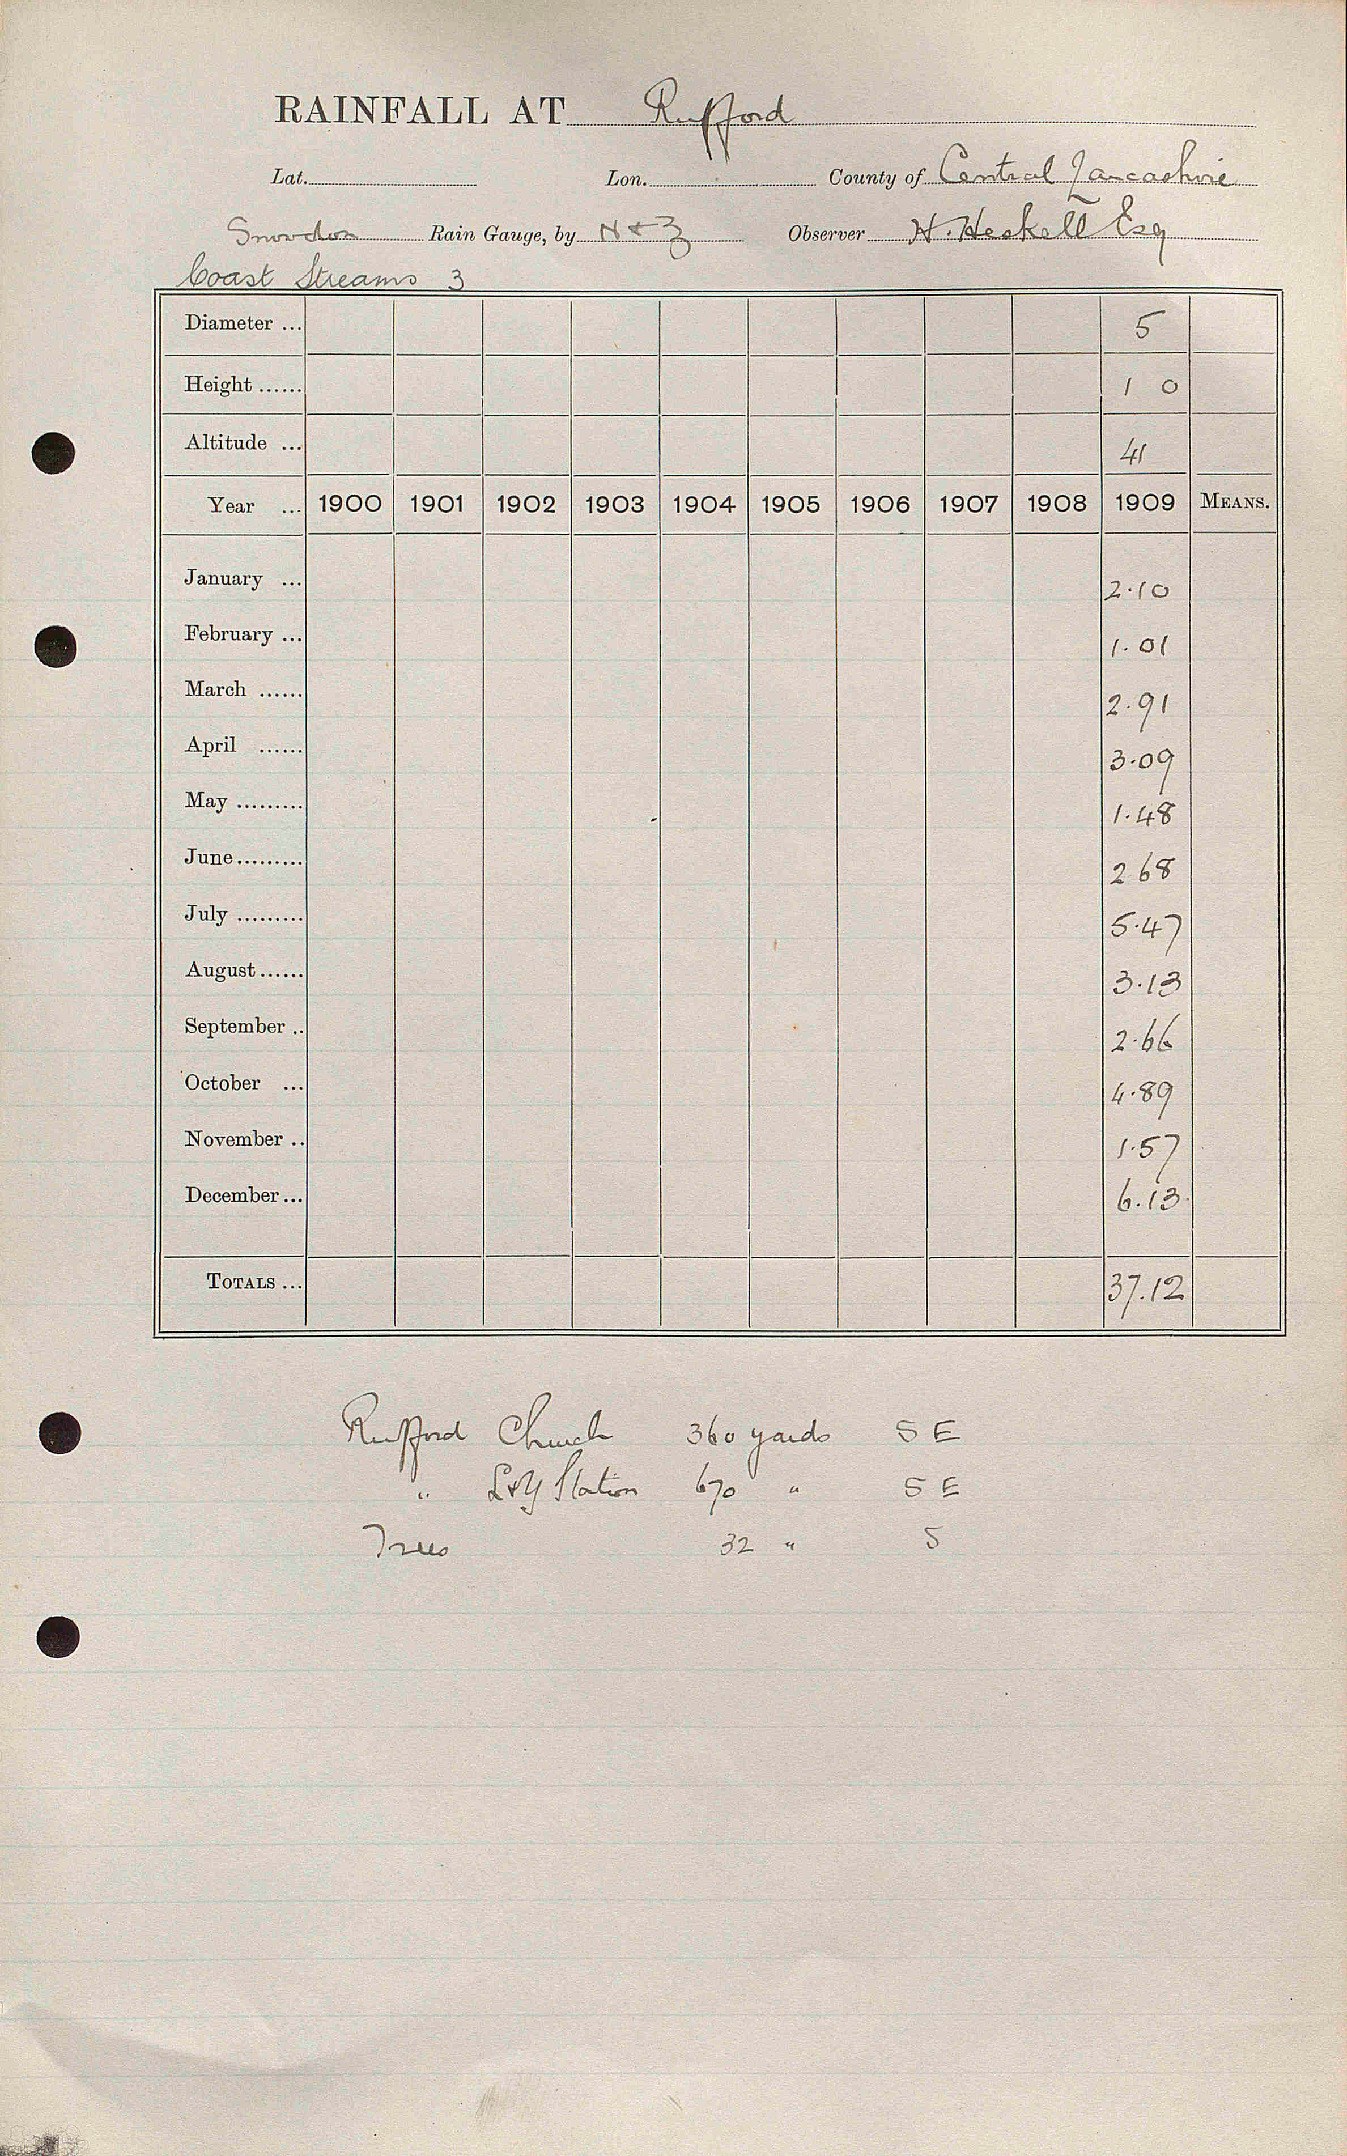 RAINFALL AT Rufford
Lat. Lon. County of Central Lancashire
Snowdon Rain Gauge, by N & Z Observer H. Heskell Esq
Coast Streams 3
Diameter ... 5
Height ...... 1 0
Altitude ... 41
Year ... 1900 1901 1902 1903 1904 1905 1906 1907 1908 1909 MEANS.
January ... 2.10
February ... 1.01
March ...... 2.91
April ...... 3.09
May ......... 1.48
June......... 2 68
July ......... 5.47
August...... 3.13
September .. 2.66
October ... 4.89
November .. 1.57
December... 6.13
TOTALS ... 37.12
Rufford Church 360 yards S E
" L&Y Station 670 " S E
Trees 32 " S